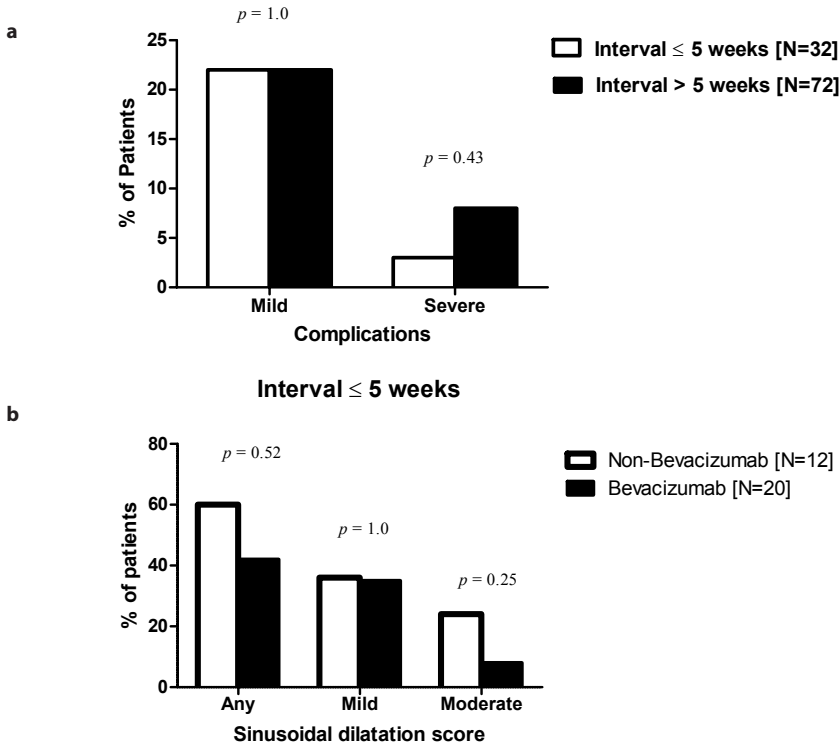 a
p = 1.0
Interval ≤ 5 weeks [N=32]
Interval > 5 weeks [N=72]
p = 0.43
% of Patients
25
20
15
10
5
0
Mild Severe
Complications
Interval ≤ 5 weeks
b
p = 0.52
p = 1.0
p = 0.25
Non-Bevacizumab [N=12]
Bevacizumab [N=20]
% of patients
80
60
40
20
0
Any Mild Moderate
Sinusoidal dilatation score